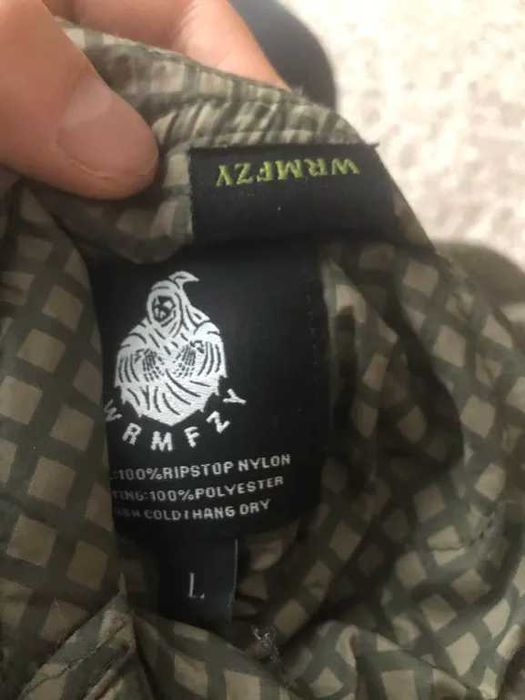 WRMFZY
WRMFZY
:100%RIPSTOP NYLON
:100%POLYESTER
COLD/HANG DRY
L